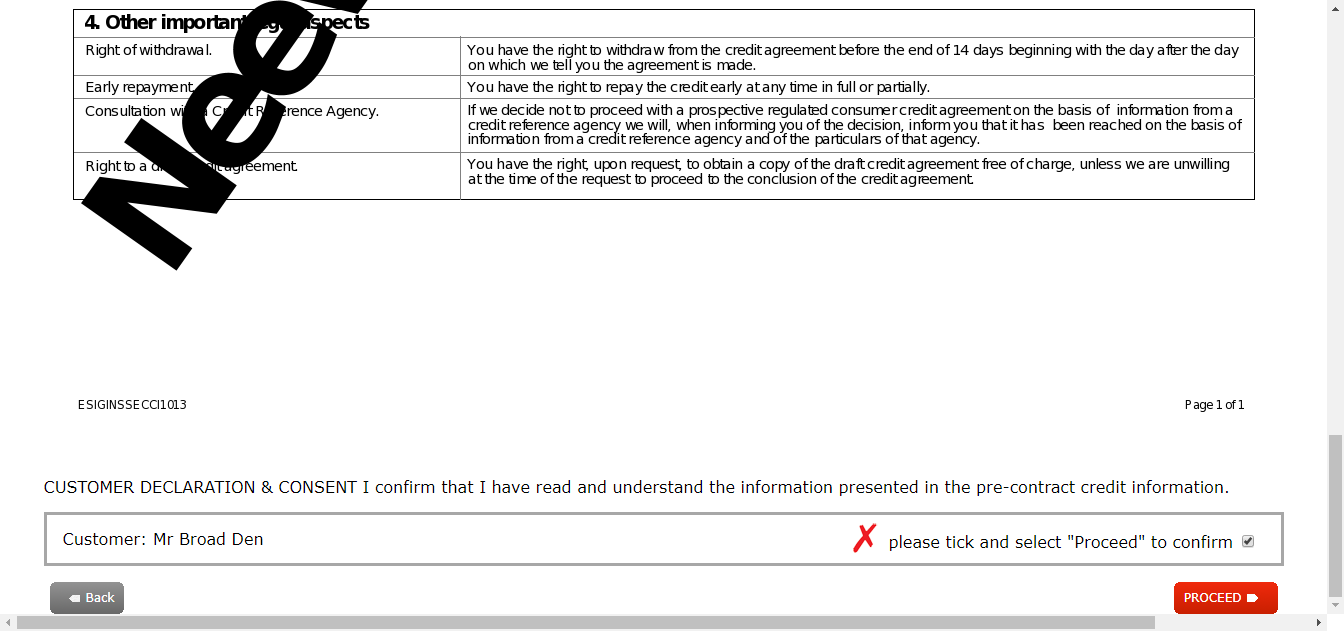 4. Other important legal aspects
Right of withdrawal.
You have the right to withdraw from the credit agreement before the end of 14 days beginning with the day after the day
on which we tell you the agreement is made.
Early repayment.
You have the right to repay the credit early at any time in full or partially.
Consultation with a Credit Reference Agency.
If we decide not to proceed with a prospective regulated consumer credit agreement on the basis of information from a
credit reference agency we will, when informing you of the decision, inform you that it has been reached on the basis of
information from a credit reference agency and of the particulars of that agency.
Right to a draft credit agreement.
You have the right, upon request, to obtain a copy of the draft credit agreement free of charge, unless we are unwilling
at the time of the request to proceed to the conclusion of the credit agreement.
Nee
ESIGINSSECCI1013
Page 1 of 1
CUSTOMER DECLARATION & CONSENT I confirm that I have read and understand the information presented in the pre-contract credit information.
Customer: Mr Broad Den
✗ please tick and select "Proceed" to confirm
Back
PROCEED